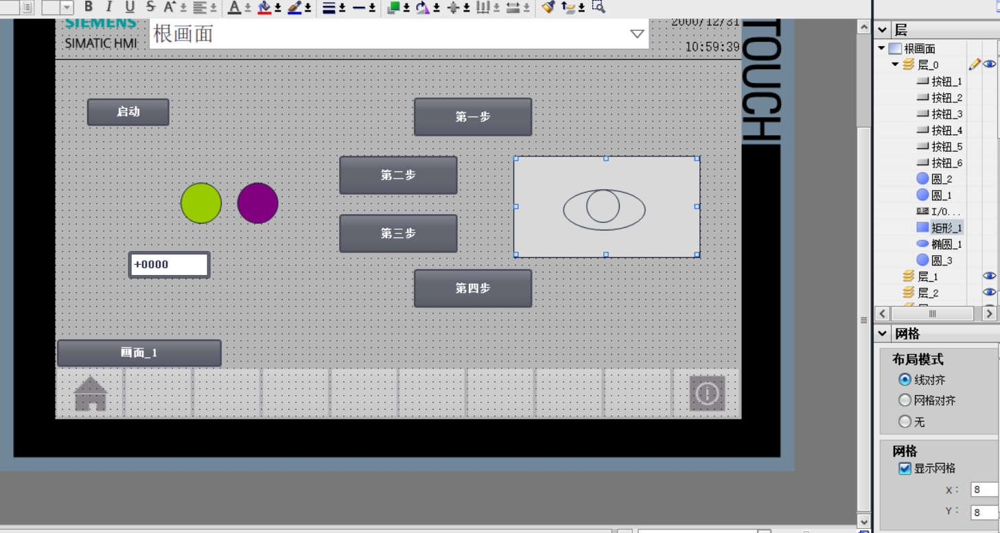 B I U S A A
SIEMENS
SIMATIC HMI
根画面
2000/12/31
10:59:39
TOUCH
启动
第一步
第二步
第三步
+0000
第四步
画面_1
层
根画面
层_0
按钮_1
按钮_2
按钮_3
按钮_4
按钮_5
按钮_6
圆_2
圆_1
I/O...
矩形_1
椭圆_1
圆_3
层_1
层_2
网格
布局模式
线对齐
网格对齐
无
网格
显示网格
X: 8
Y: 8